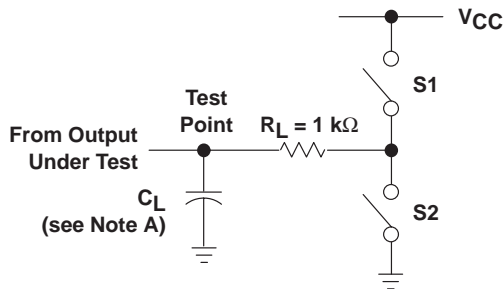 VCC
S1
Test
Point
RL = 1 kΩ
From Output
Under Test
CL
(see Note A)
S2